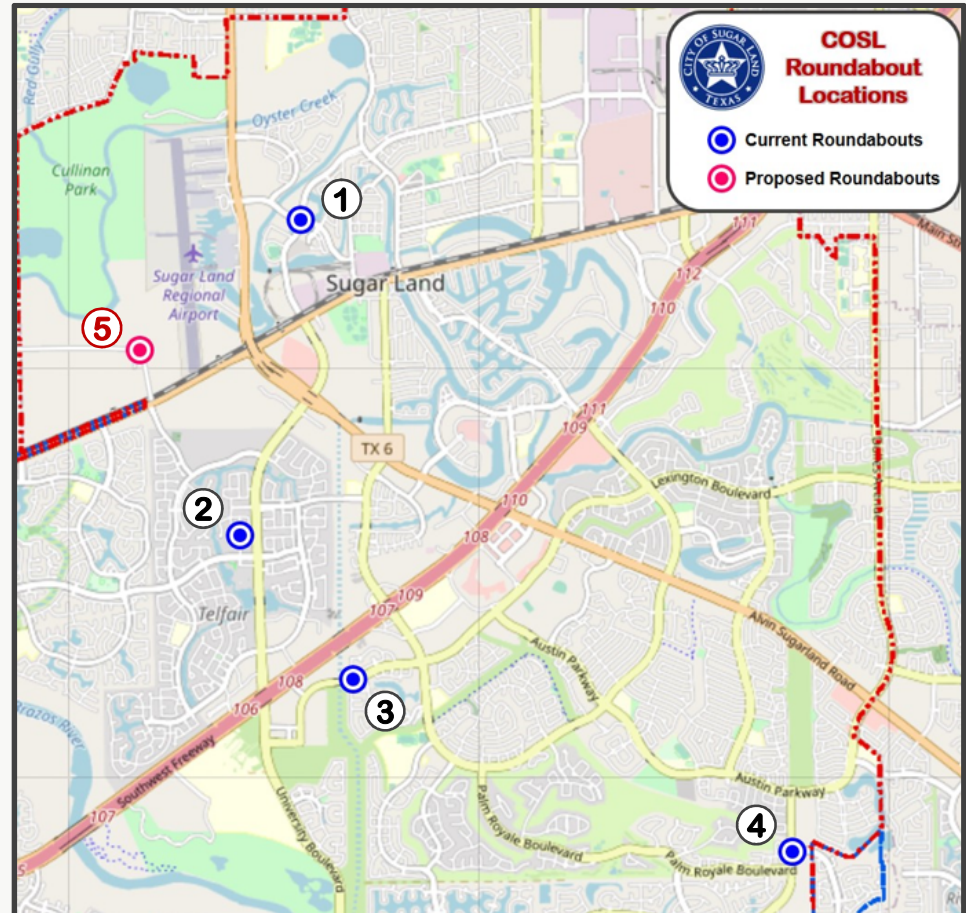 CITY OF SUGAR LAND
TEXAS
COSL
Roundabout
Locations
Current Roundabouts
Proposed Roundabouts
Red Gully
Oyster Creek
Cullinan
Park
1
111
Main St
112
Sugar Land
Regional
Airport
Sugar Land
110
5
111
109
TX 6
Lexington Boulevard
110
2
108
109
107
Telfair
Alvin Sugarland Road
Austin
Parkway
108
106
3
Brazos River
Southwest Freeway
Austin Parkway
107
University Boulevard
Palm Royale Boulevard
4
Palm Royale Boulevard